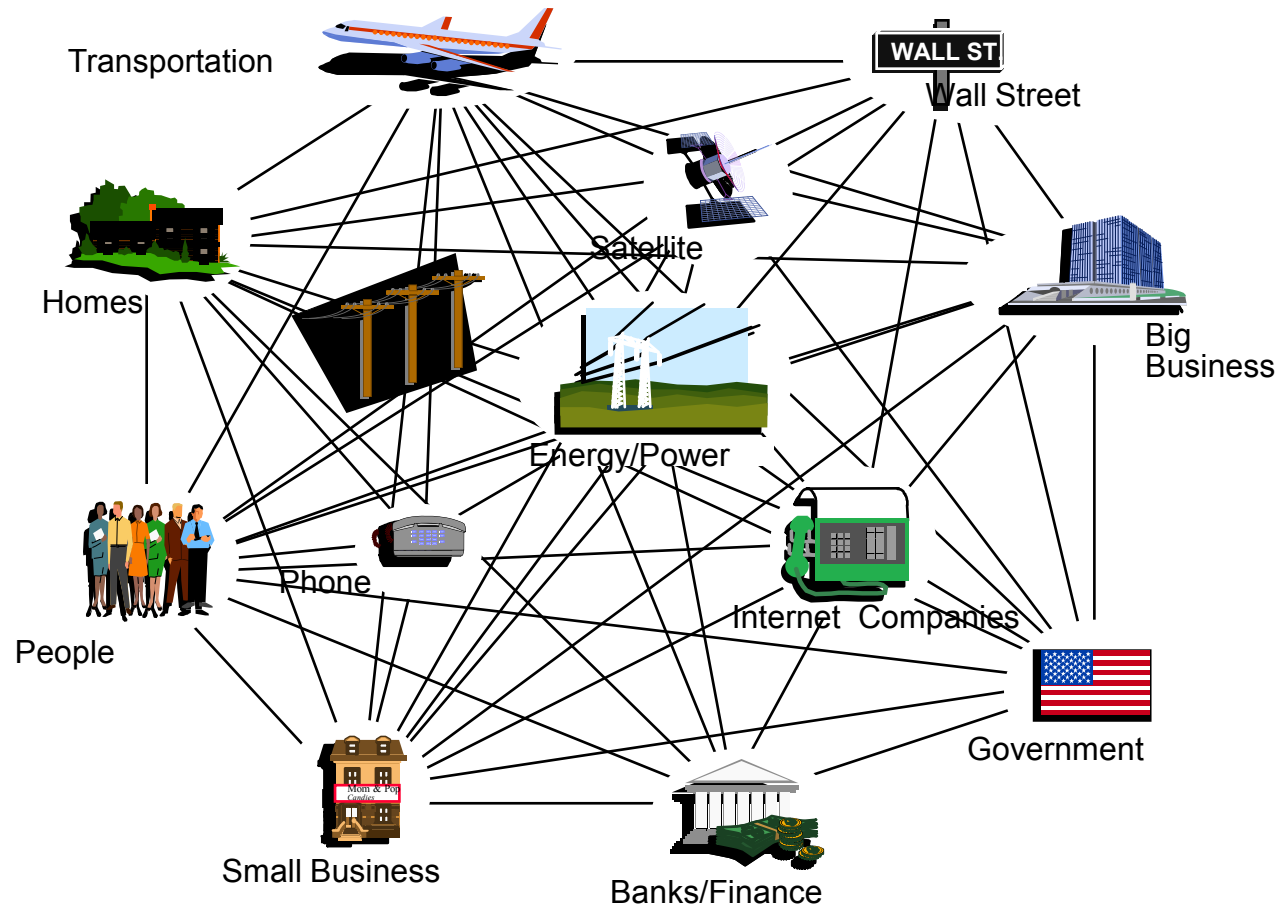 Transportation
WALL ST.
Wall Street
Satellite
Homes
Big
Business
Energy/Power
Phone
Internet Companies
People
Government
Mom & Pop
Candies
Small Business
Banks/Finance